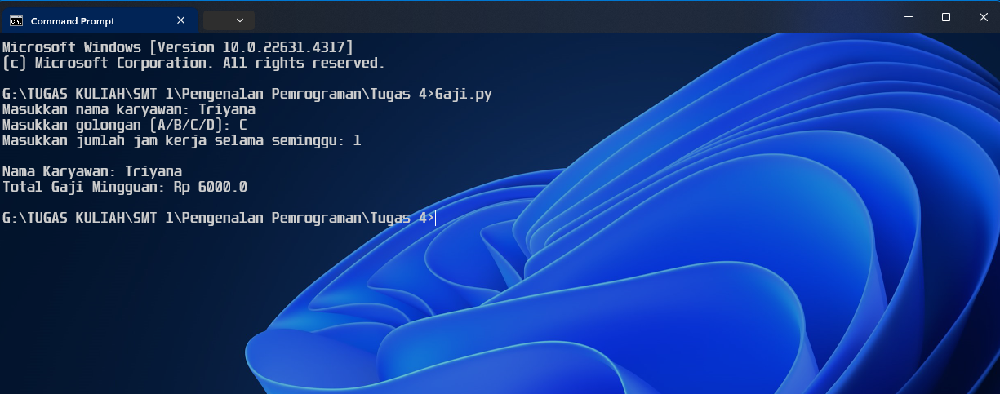 Command Prompt
Microsoft Windows [Version 10.0.22631.4317]
(c) Microsoft Corporation. All rights reserved.
G:\TUGAS KULIAH\SMT 1\Pengenalan Pemrograman\Tugas 4>Gaji.py
Masukkan nama karyawan: Triyana
Masukkan golongan (A/B/C/D): C
Masukkan jumlah jam kerja selama seminggu: 1
Nama Karyawan: Triyana
Total Gaji Mingguan: Rp 6000.0
G:\TUGAS KULIAH\SMT 1\Pengenalan Pemrograman\Tugas 4>